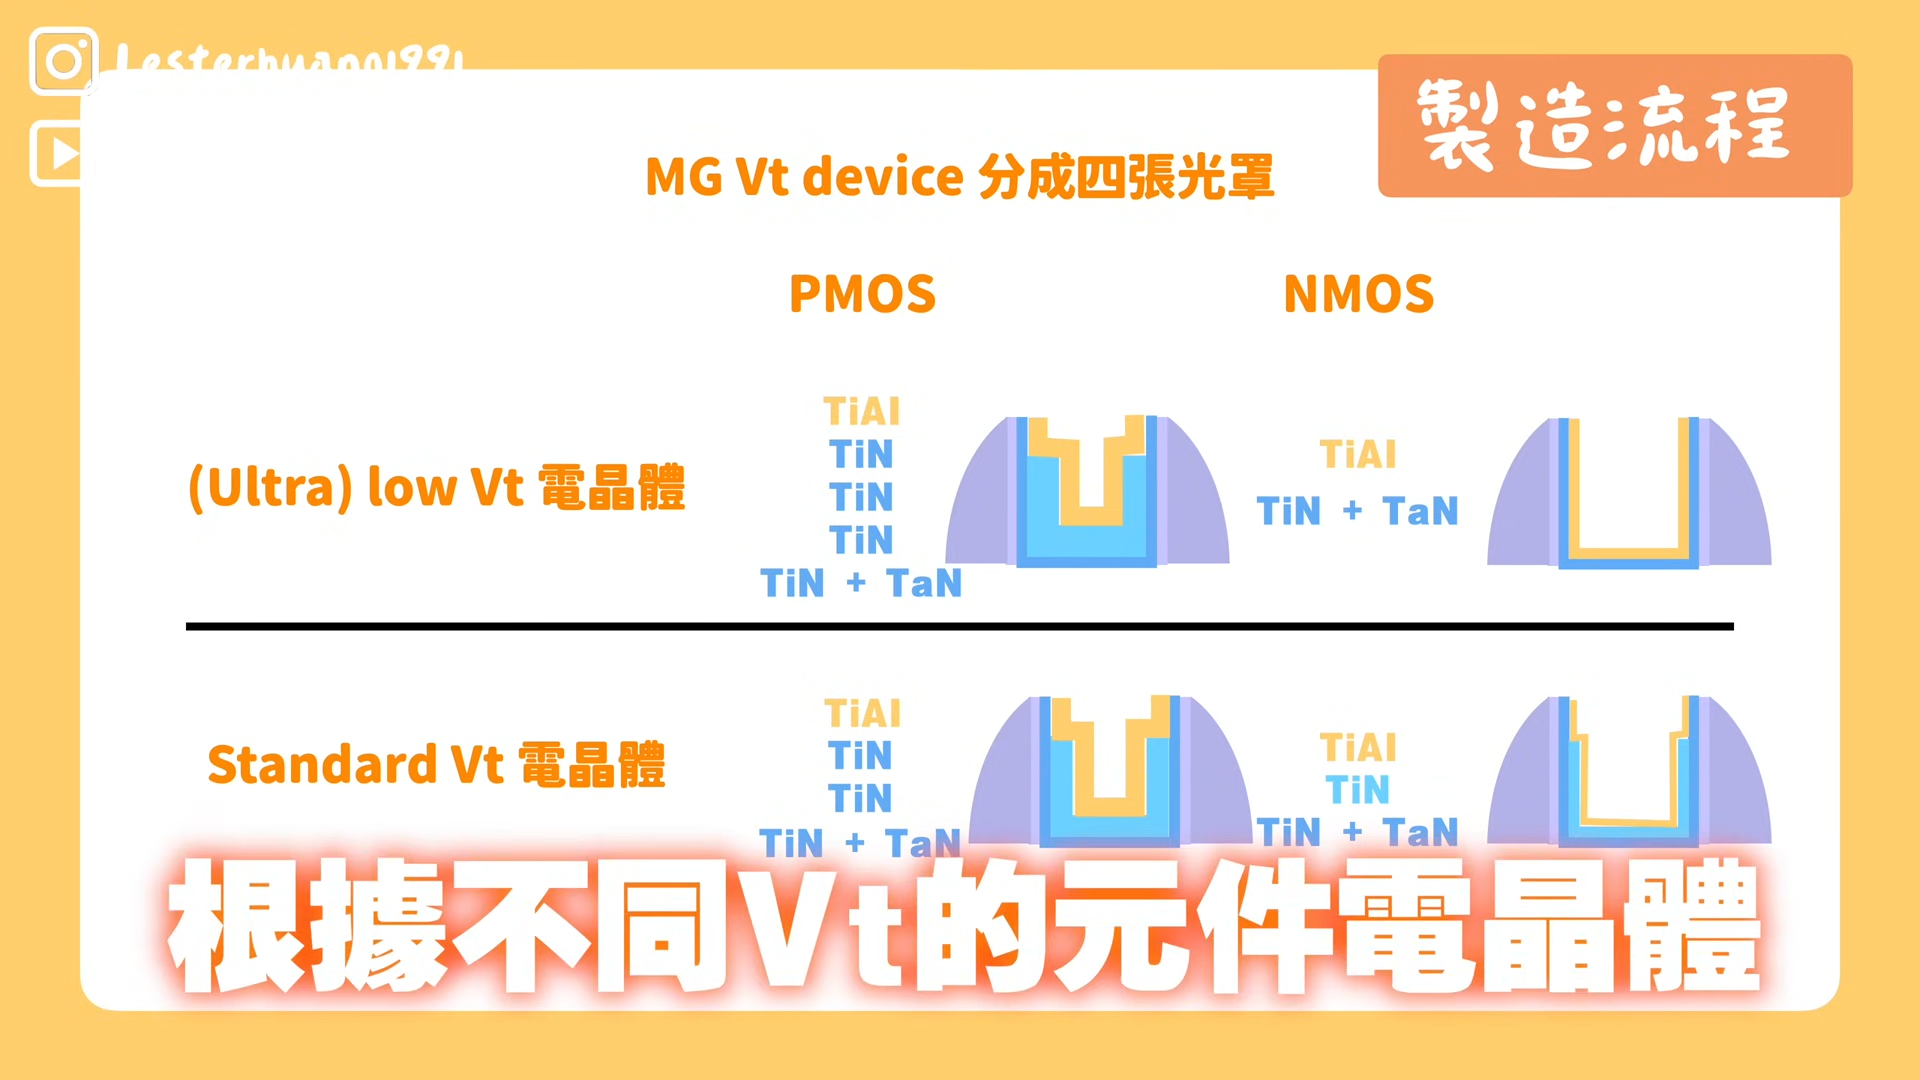 Lesterhuang1991
製造流程
MG Vt device 分成四張光罩
PMOS
NMOS
(Ultra) low Vt 電晶體
TiAl
TiN
TiN
TiN
TiN + TaN
TiAl
TiN + TaN
Standard Vt 電晶體
TiAl
TiN
TiN
TiN + TaN
TiAl
TiN
TiN + TaN
根據不同Vt的元件電晶體